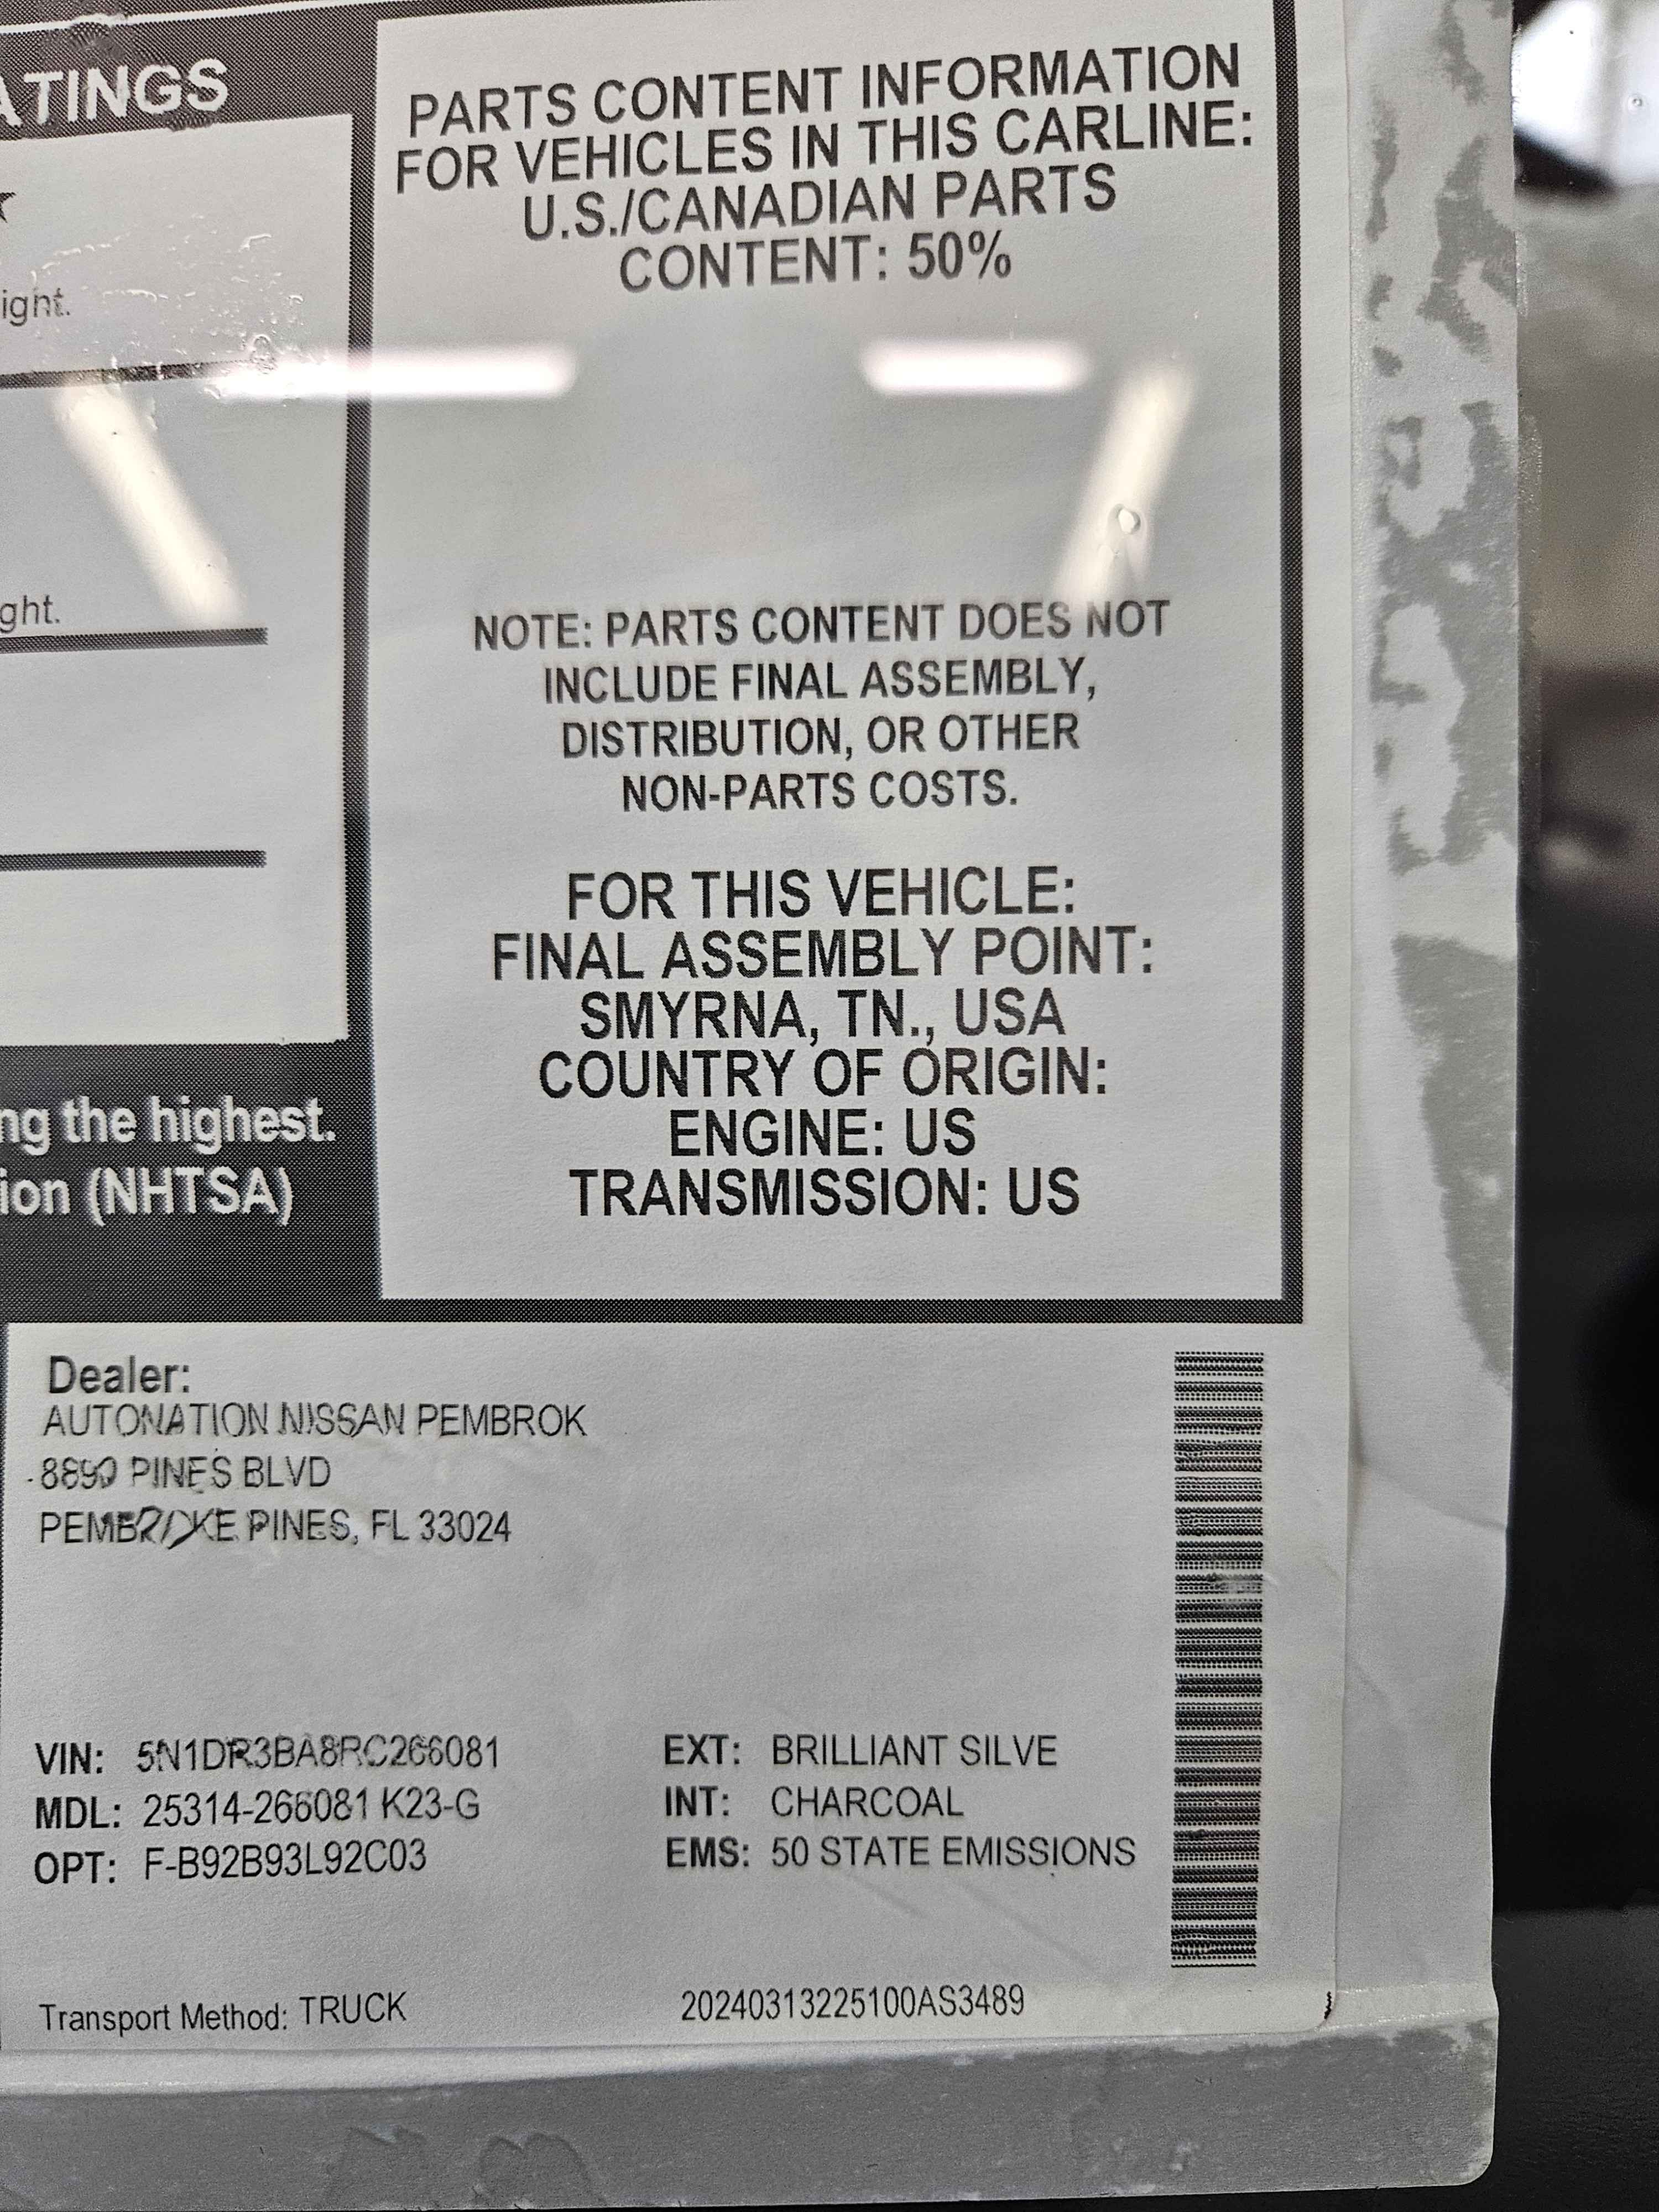 ATINGS
ight.
ght.
ng the highest.
ion (NHTSA)
PARTS CONTENT INFORMATION
FOR VEHICLES IN THIS CARLINE:
U.S./CANADIAN PARTS
CONTENT: 50%
NOTE: PARTS CONTENT DOES NOT
INCLUDE FINAL ASSEMBLY,
DISTRIBUTION, OR OTHER
NON-PARTS COSTS.
FOR THIS VEHICLE:
FINAL ASSEMBLY POINT:
SMYRNA, TN., USA
COUNTRY OF ORIGIN:
ENGINE: US
TRANSMISSION: US
Dealer:
AUTONATION NISSAN PEMBROK
8890 PINES BLVD
PEMBROKE PINES, FL 33024
VIN: 5N1DR3BA8RC266081
MDL: 25314-266081 K23-G
OPT: F-B92B93L92C03
EXT: BRILLIANT SILVE
INT: CHARCOAL
EMS: 50 STATE EMISSIONS
Transport Method: TRUCK
20240313225100AS3489